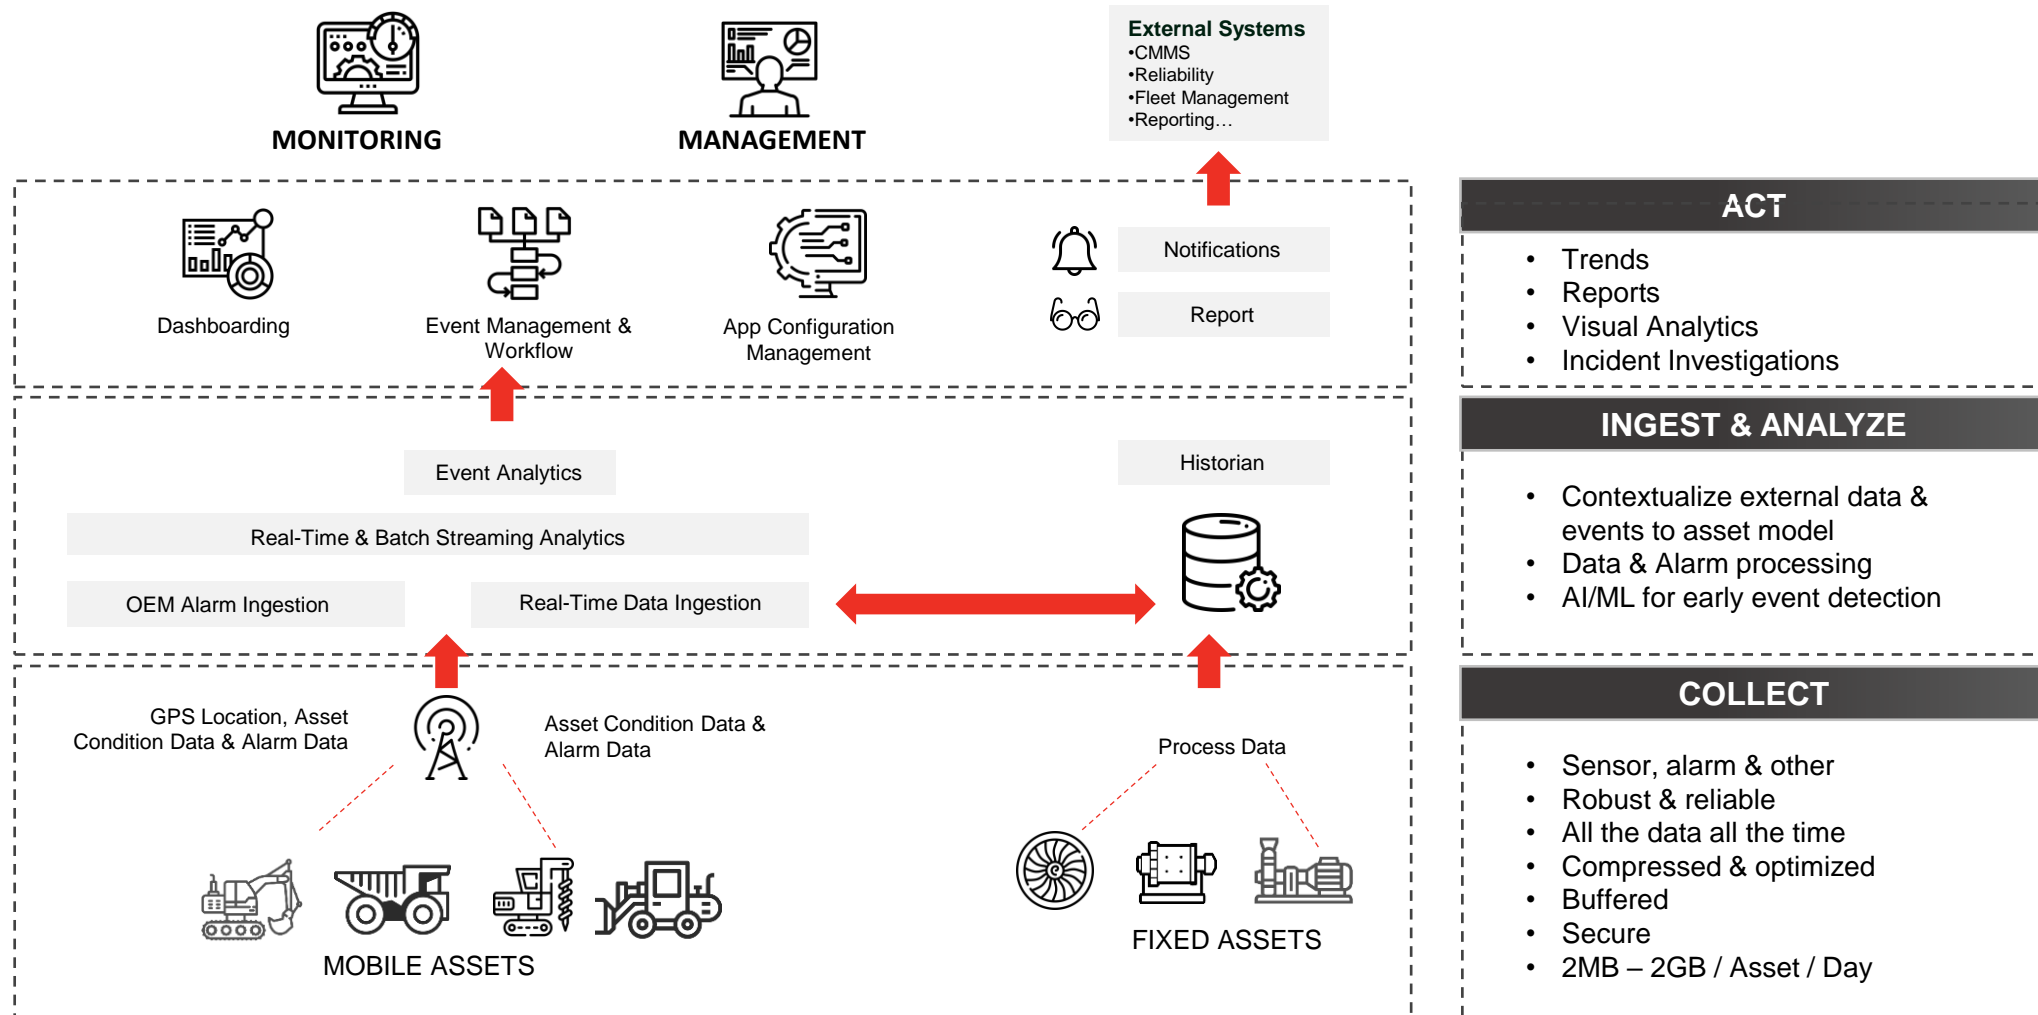 MONITORING
MANAGEMENT
External Systems
•CMMS
•Reliability
•Fleet Management
•Reporting…
Dashboarding
Event Management &
Workflow
App Configuration
Management
Notifications
Report
ACT
• Trends
• Reports
• Visual Analytics
• Incident Investigations
Event Analytics
Historian
Real-Time & Batch Streaming Analytics
OEM Alarm Ingestion
Real-Time Data Ingestion
INGEST & ANALYZE
• Contextualize external data &
events to asset model
• Data & Alarm processing
• AI/ML for early event detection
GPS Location, Asset
Condition Data & Alarm Data
Asset Condition Data &
Alarm Data
Process Data
MOBILE ASSETS
FIXED ASSETS
COLLECT
• Sensor, alarm & other
• Robust & reliable
• All the data all the time
• Compressed & optimized
• Buffered
• Secure
• 2MB – 2GB / Asset / Day